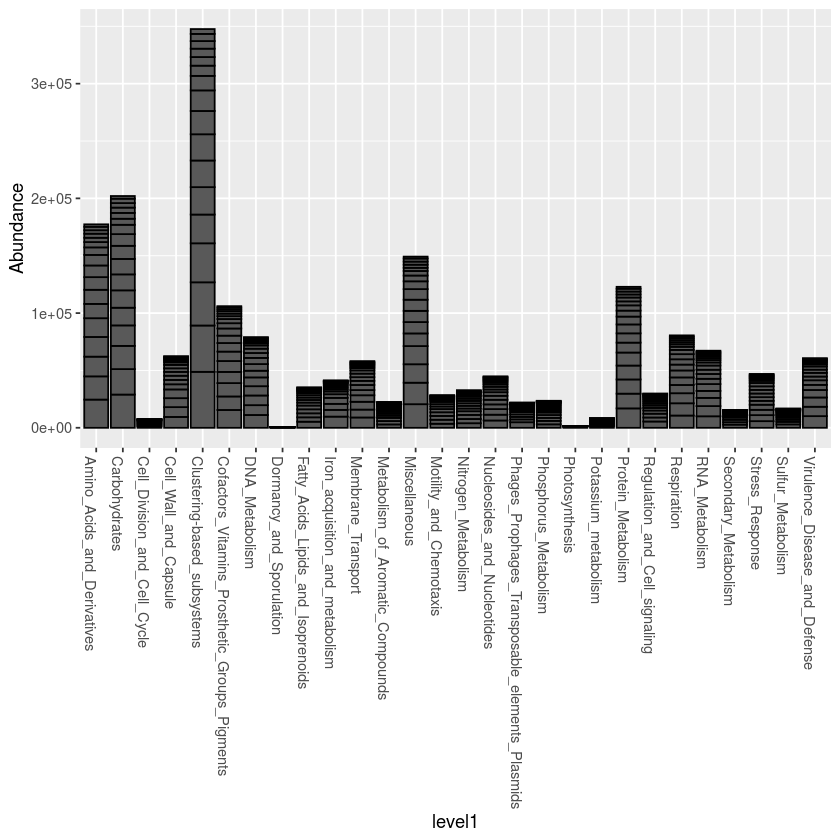 Abundance
3e+05
2e+05
1e+05
0e+00
Amino_Acids_and_Derivatives
Carbohydrates
Cell_Division_and_Cell_Cycle
Cell_Wall_and_Capsule
Clustering-based_subsystems
Cofactors_Vitamins_Prosthetic_Groups_Pigments
DNA_Metabolism
Dormancy_and_Sporulation
Fatty_Acids_Lipids_and_Isoprenoids
Iron_acquisition_and_metabolism
Membrane_Transport
Metabolism_of_Aromatic_Compounds
Miscellaneous
Motility_and_Chemotaxis
Nitrogen_Metabolism
Nucleosides_and_Nucleotides
Phages_Prophages_Transposable_elements_Plasmids
Phosphorus_Metabolism
Photosynthesis
Potassium_metabolism
Protein_Metabolism
Regulation_and_Cell_signaling
Respiration
RNA_Metabolism
Secondary_Metabolism
Stress_Response
Sulfur_Metabolism
Virulence_Disease_and_Defense
level1